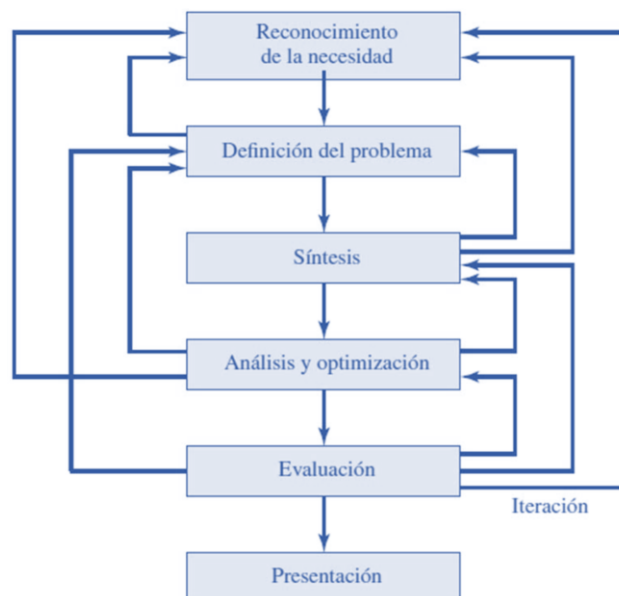 Reconocimiento
de la necesidad
Definición del problema
Síntesis
Análisis y optimización
Evaluación
Iteración
Presentación